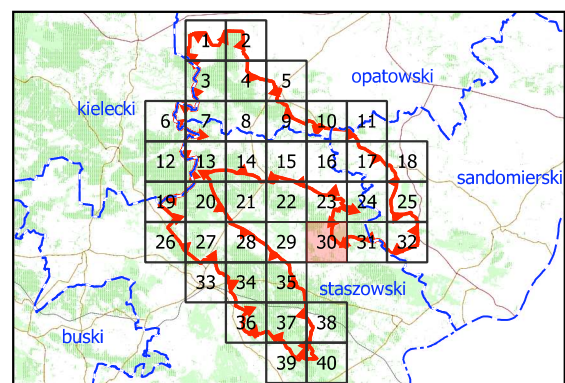 1 2
3 4 5
opatowski
kielecki
6 7 8 9 10 11
12 13 14 15 16 17 18
sandomierski
19 20 21 22 23 24 25
26 27 28 29 30 31 32
33 34 35
staszowski
36 37 38
buski
39 40